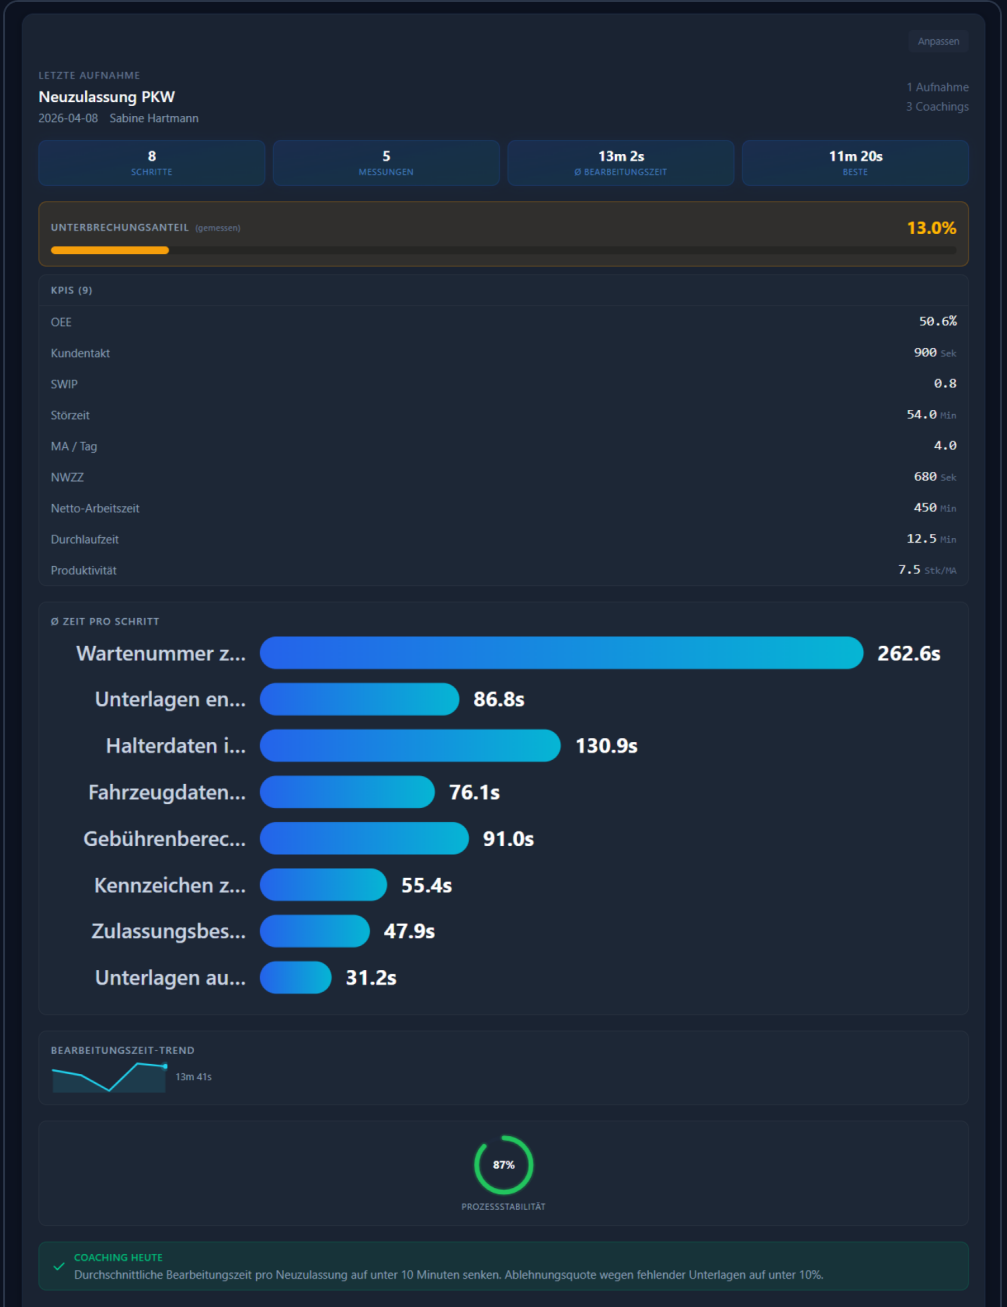 Anpassen
LETZTE AUFNAHME
Neuzulassung PKW
2026-04-08 Sabine Hartmann
1 Aufnahme
3 Coachings
8
SCHRITTE
5
MESSUNGEN
13m 2s
Ø BEARBEITUNGSZEIT
11m 20s
BESTE
UNTERBRECHUNGSANTEIL (gemessen) 13.0%
KPIS (9)
OEE 50.6%
Kundentakt 900 Sek
SWIP 0.8
Störzeit 54.0 Min
MA / Tag 4.0
NWZZ 680 Sek
Netto-Arbeitszeit 450 Min
Durchlaufzeit 12.5 Min
Produktivität 7.5 Stk/MA
Ø ZEIT PRO SCHRITT
Wartenummer z... 262.6s
Unterlagen en... 86.8s
Halterdaten i... 130.9s
Fahrzeugdaten... 76.1s
Gebührenberec... 91.0s
Kennzeichen z... 55.4s
Zulassungsbes... 47.9s
Unterlagen au... 31.2s
BEARBEITUNGSZEIT-TREND
13m 41s
87%
PROZESSSTABILITÄT
COACHING HEUTE
Durchschnittliche Bearbeitungszeit pro Neuzulassung auf unter 10 Minuten senken. Ablehnungsquote wegen fehlender Unterlagen auf unter 10%.